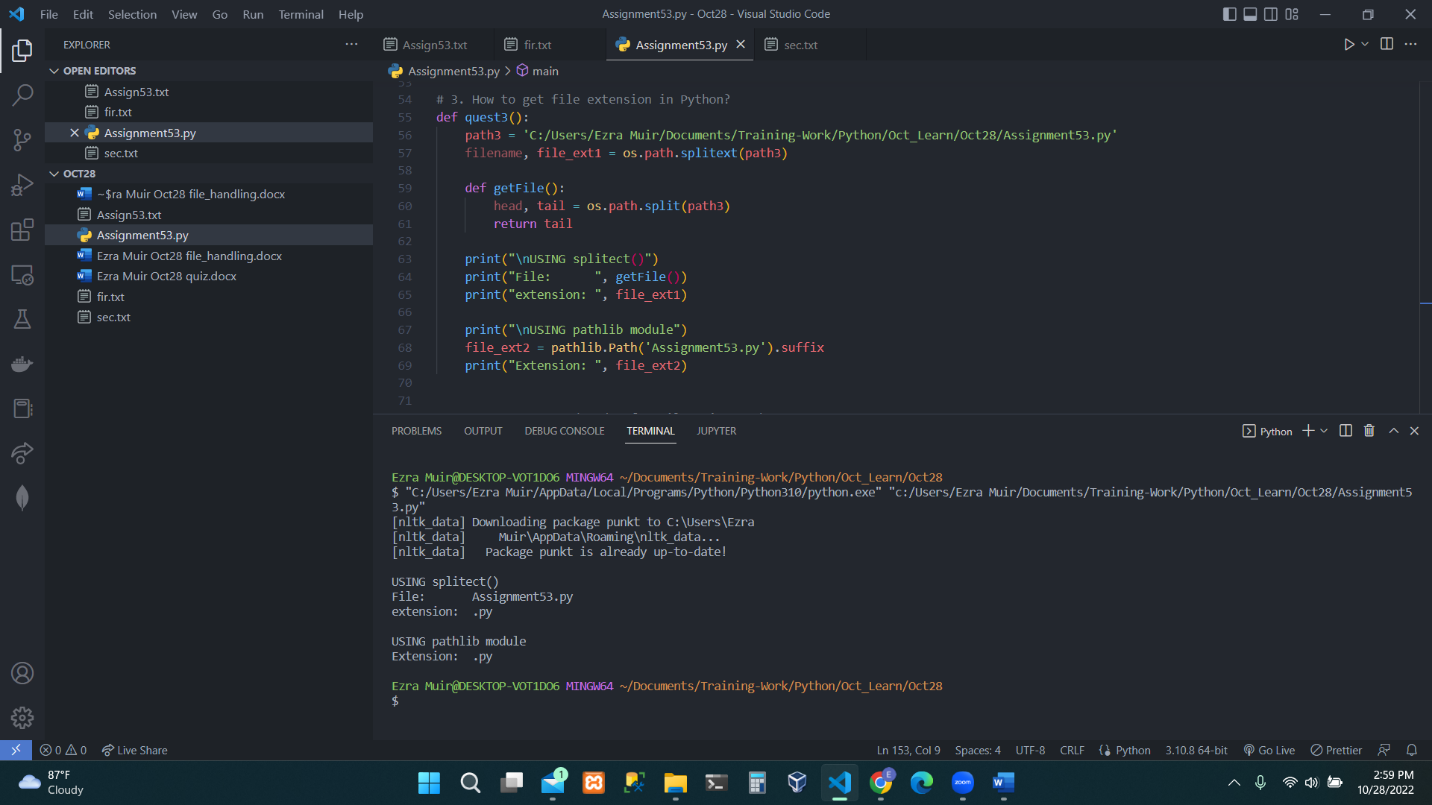 File Edit Selection View Go Run Terminal Help
Assignment53.py - Oct28 - Visual Studio Code
EXPLORER
OPEN EDITORS
Assign53.txt
fir.txt
Assignment53.py
sec.txt
OCT28
~$ra Muir Oct28 file_handling.docx
Assign53.txt
Assignment53.py
Ezra Muir Oct28 file_handling.docx
Ezra Muir Oct28 quiz.docx
fir.txt
sec.txt
Assign53.txt fir.txt Assignment53.py sec.txt
Assignment53.py > main
53
54 # 3. How to get file extension in Python?
55 def quest3():
56 path3 = 'C:/Users/Ezra Muir/Documents/Training-Work/Python/Oct_Learn/Oct28/Assignment53.py'
57 filename, file_ext1 = os.path.splitext(path3)
58
59 def getFile():
60 head, tail = os.path.split(path3)
61 return tail
62
63 print("\nUSING splitect()")
64 print("File:      ", getFile())
65 print("extension: ", file_ext1)
66
67 print("\nUSING pathlib module")
68 file_ext2 = pathlib.Path('Assignment53.py').suffix
69 print("Extension: ", file_ext2)
70
71
PROBLEMS OUTPUT DEBUG CONSOLE TERMINAL JUPYTER
Python
Ezra Muir@DESKTOP-VOT1DO6 MINGW64 ~/Documents/Training-Work/Python/Oct_Learn/Oct28
$ "C:/Users/Ezra Muir/AppData/Local/Programs/Python/Python310/python.exe" "c:/Users/Ezra Muir/Documents/Training-Work/Python/Oct_Learn/Oct28/Assignment5
3.py"
[nltk_data] Downloading package punkt to C:\Users\Ezra
[nltk_data]     Muir\AppData\Roaming\nltk_data...
[nltk_data]   Package punkt is already up-to-date!
USING splitect()
File:       Assignment53.py
extension:  .py
USING pathlib module
Extension:  .py
Ezra Muir@DESKTOP-VOT1DO6 MINGW64 ~/Documents/Training-Work/Python/Oct_Learn/Oct28
$
0 0 Live Share
Ln 153, Col 9 Spaces: 4 UTF-8 CRLF Python 3.10.8 64-bit Go Live Prettier
87°F
Cloudy
1
E
zoom
2:59 PM
10/28/2022